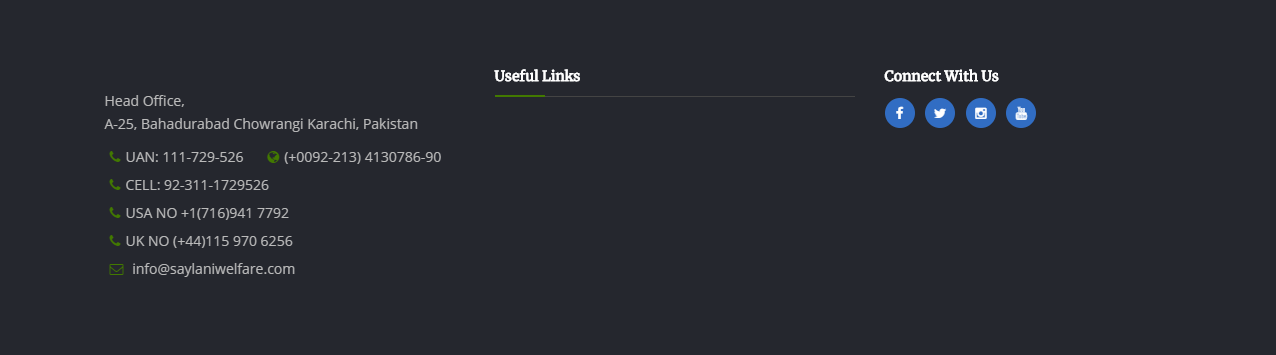 Head Office,
A-25, Bahadurabad Chowrangi Karachi, Pakistan
UAN: 111-729-526 (+0092-213) 4130786-90
CELL: 92-311-1729526
USA NO +1(716)941 7792
UK NO (+44)115 970 6256
info@saylaniwelfare.com
Useful Links
Connect With Us